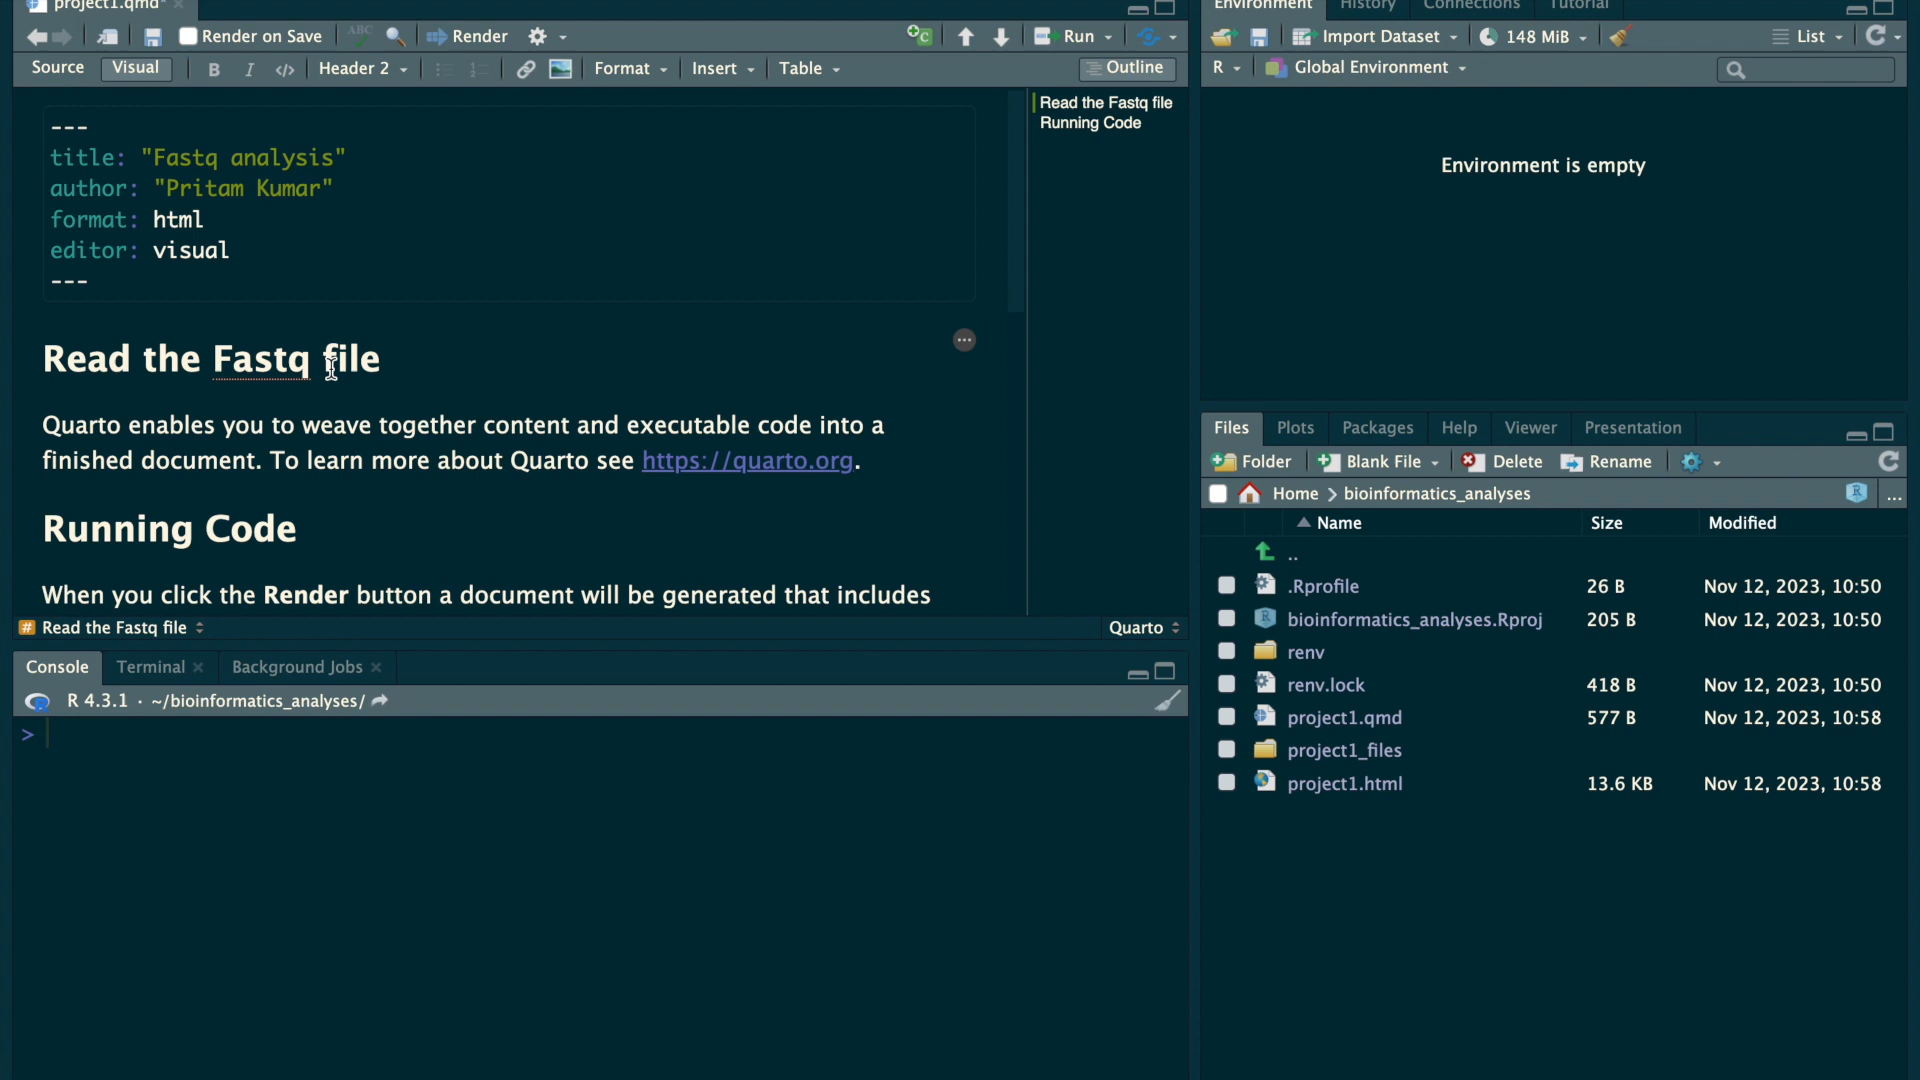 project1.qmd*
Render on Save
ABC
Render
Run
Source
Visual
B
I
</>
Header 2
Format
Insert
Table
Outline
---
title: "Fastq analysis"
author: "Pritam Kumar"
format: html
editor: visual
---
Read the Fastq file
Quarto enables you to weave together content and executable code into a
finished document. To learn more about Quarto see https://quarto.org.
Running Code
When you click the Render button a document will be generated that includes
Read the Fastq file
Running Code
# Read the Fastq file
Quarto
Console
Terminal
Background Jobs
R 4.3.1 · ~/bioinformatics_analyses/
>
Environment
History
Connections
Tutorial
Import Dataset
148 MiB
List
R
Global Environment
Environment is empty
Files
Plots
Packages
Help
Viewer
Presentation
Folder
Blank File
Delete
Rename
Home
bioinformatics_analyses
...
Name Size Modified
..
.Rprofile 26 B Nov 12, 2023, 10:50
bioinformatics_analyses.Rproj 205 B Nov 12, 2023, 10:50
renv
renv.lock 418 B Nov 12, 2023, 10:50
project1.qmd 577 B Nov 12, 2023, 10:58
project1_files
project1.html 13.6 KB Nov 12, 2023, 10:58